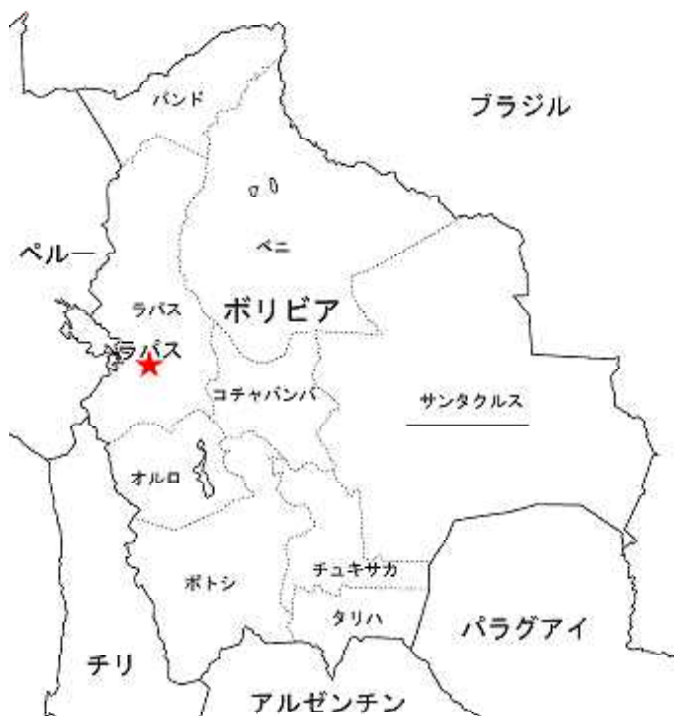 パンド
ブラジル
ベニ
ペルー
ラパス
ボリビア
ラパス
コチャバンバ
サンタクルス
オルロ
チュキサカ
ポトシ
タリハ
パラグアイ
チリ
アルゼンチン